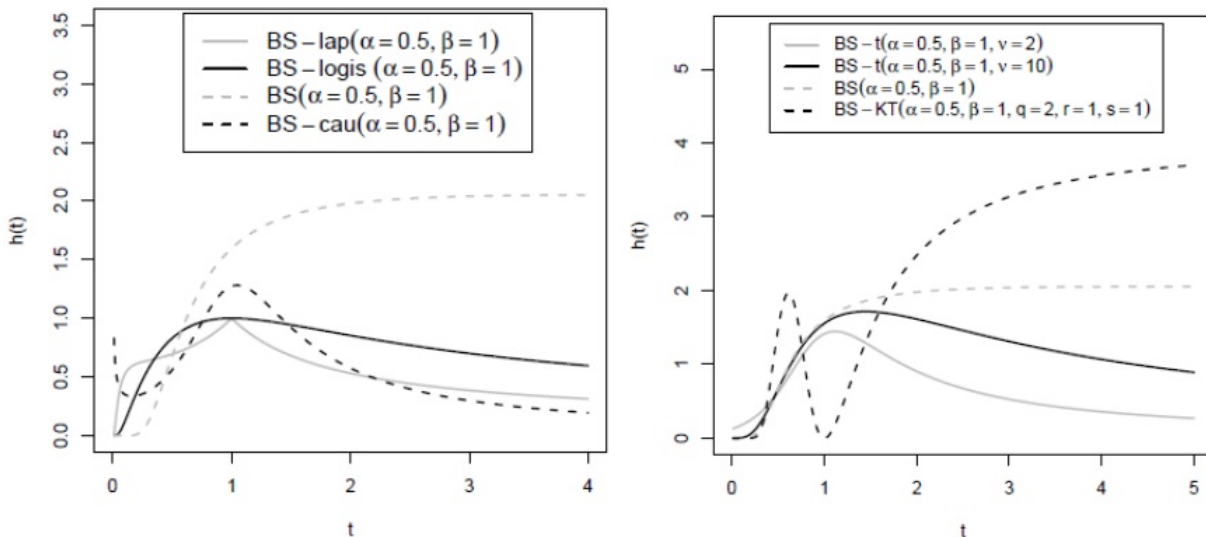 BS – lap(α = 0.5, β = 1)
BS – logis (α = 0.5, β = 1)
BS(α = 0.5, β = 1)
BS – cau(α = 0.5, β = 1)
h(t)
3.5
3.0
2.5
2.0
1.5
1.0
0.5
0.0
0 1 2 3 4
t
BS – t(α = 0.5, β = 1, ν = 2)
BS – t(α = 0.5, β = 1, ν = 10)
BS(α = 0.5, β = 1)
BS – KT(α = 0.5, β = 1, q = 2, r = 1, s = 1)
h(t)
5
4
3
2
1
0
0 1 2 3 4 5
t